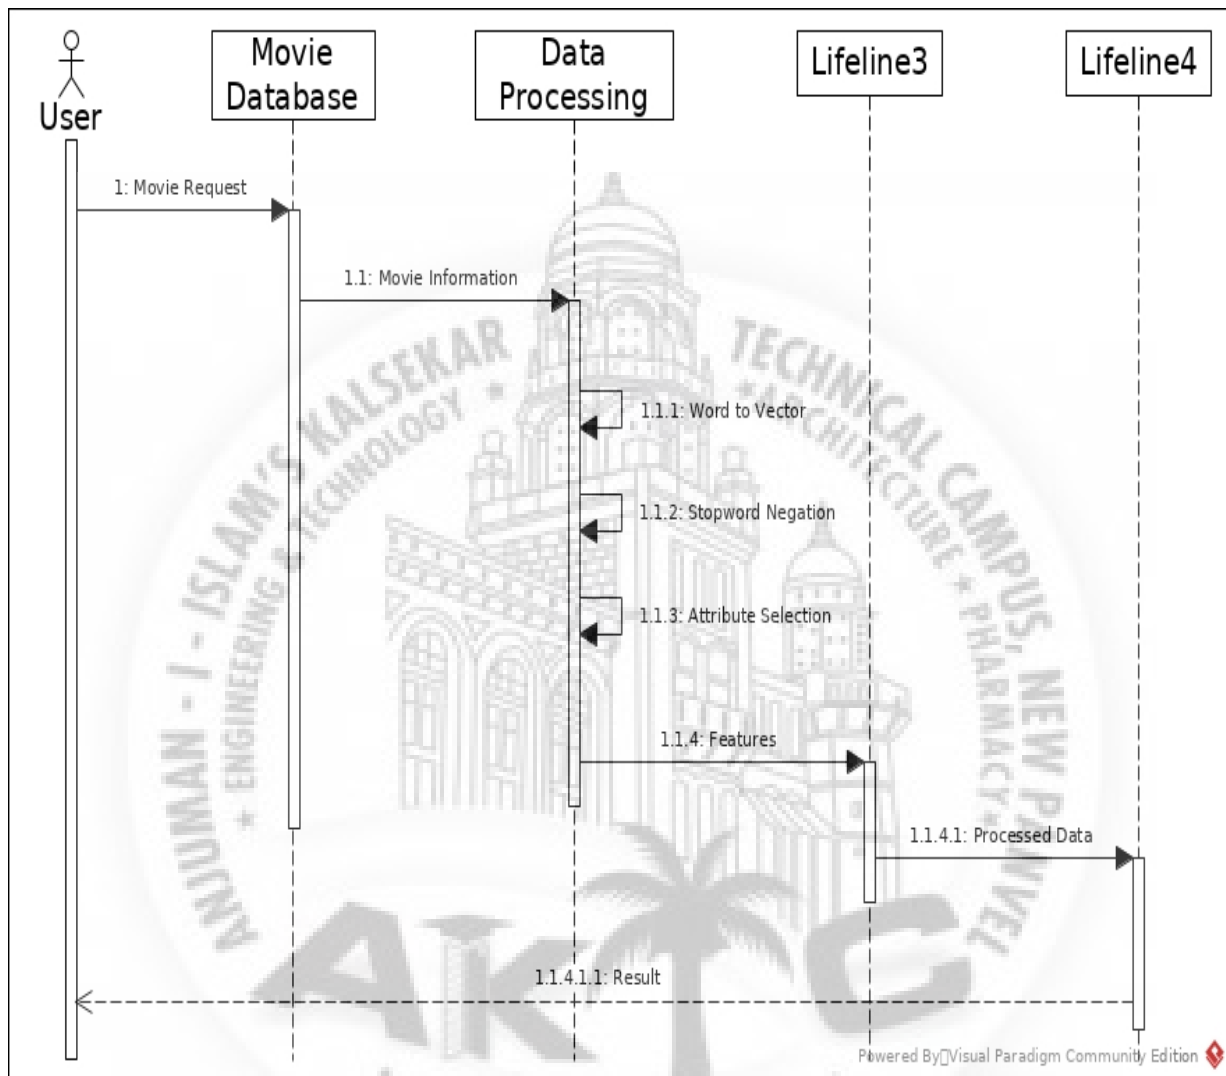 User
Movie
Database
Data
Processing
Lifeline3
Lifeline4
1: Movie Request
1.1: Movie Information
1.1.1: Word to Vector
1.1.2: Stopword Negation
1.1.3: Attribute Selection
1.1.4: Features
1.1.4.1: Processed Data
1.1.4.1.1: Result
ANJUMAN - I - ISLAM'S KALSEKAR TECHNICAL CAMPUS, NEW PANVEL
★ ENGINEERING & TECHNOLOGY ★ ★ ARCHITECTURE ★ PHARMACY ★
AKTC
Powered By Visual Paradigm Community Edition